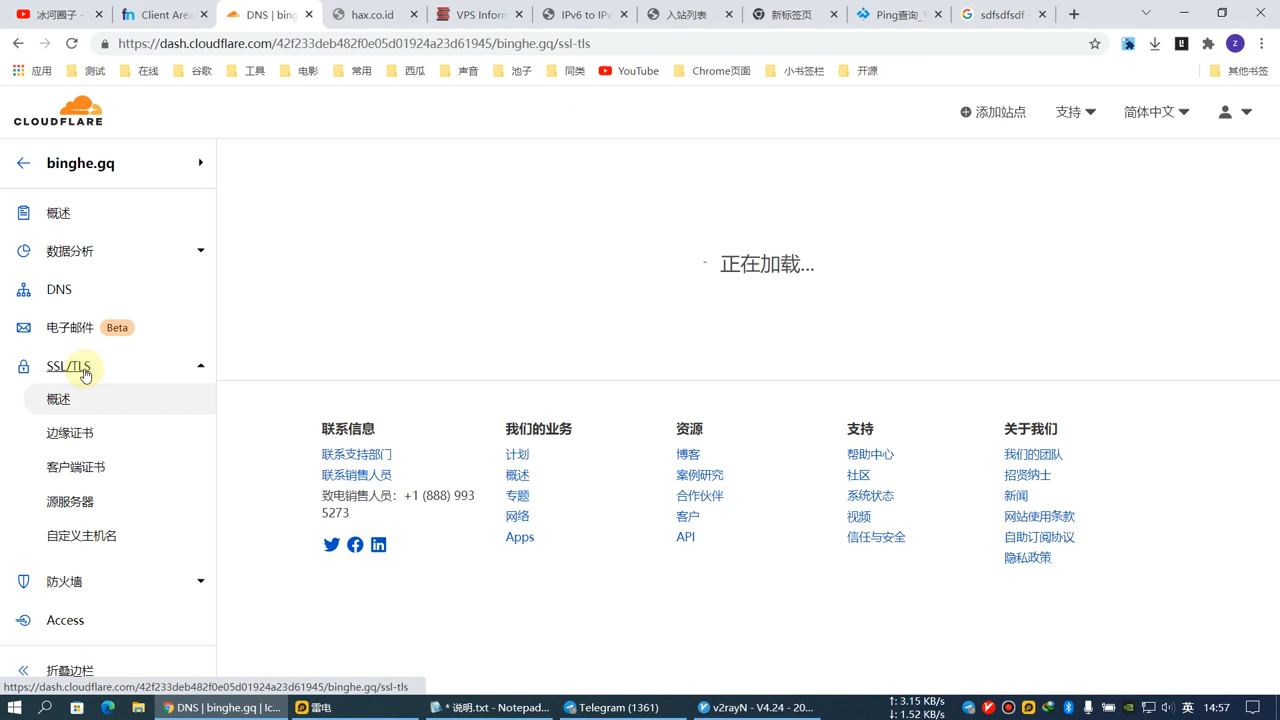 冰河圈子 -
Client Area
DNS | bing
hax.co.id
VPS Inforn
IPv6 to IPv
入站列表
新标签页
Ping查询_
sdfsdfsdf -
https://dash.cloudflare.com/42f233deb482f0e05d01924a23d61945/binghe.gq/ssl-tls
应用
测试
在线
谷歌
工具
电影
常用
西瓜
声音
池子
同类
YouTube
Chrome页面
小书签栏
开源
其他书签
CLOUDFLARE
添加站点
支持
简体中文
binghe.gq
概述
数据分析
DNS
电子邮件 Beta
SSL/TLS
概述
边缘证书
客户端证书
源服务器
自定义主机名
防火墙
Access
折叠边栏
正在加载...
联系信息
联系支持部门
联系销售人员
致电销售人员：+1 (888) 993
5273
我们的业务
计划
概述
专题
网络
Apps
资源
博客
案例研究
合作伙伴
客户
API
支持
帮助中心
社区
系统状态
视频
信任与安全
关于我们
我们的团队
招贤纳士
新闻
网站使用条款
自助订阅协议
隐私政策
https://dash.cloudflare.com/42f233deb482f0e05d01924a23d61945/binghe.gq/ssl-tls
DNS | binghe.gq | Ic...
雷电
* 说明.txt - Notepad...
Telegram (1361)
v2rayN - V4.24 - 20...
↑: 3.15 KB/s
↓: 1.52 KB/s
英
14:57